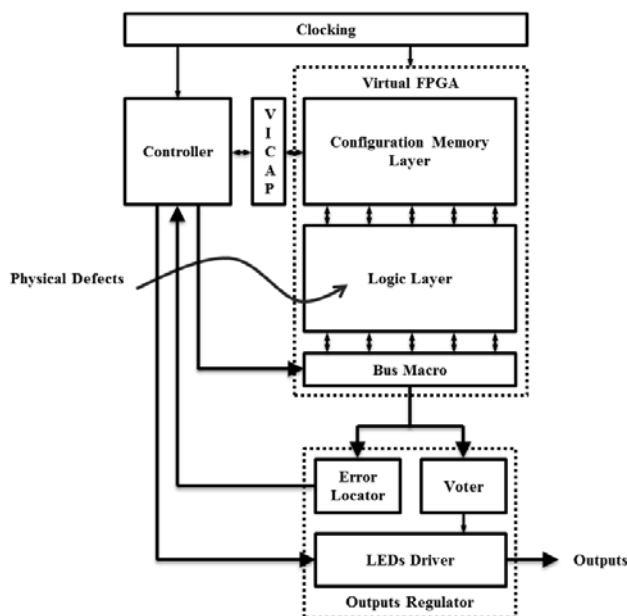 Clocking
Virtual FPGA
Controller
V
I
C
A
P
Configuration Memory
Layer
Physical Defects
Logic Layer
Bus Macro
Error
Locator
Voter
LEDs Driver
Outputs
Outputs Regulator